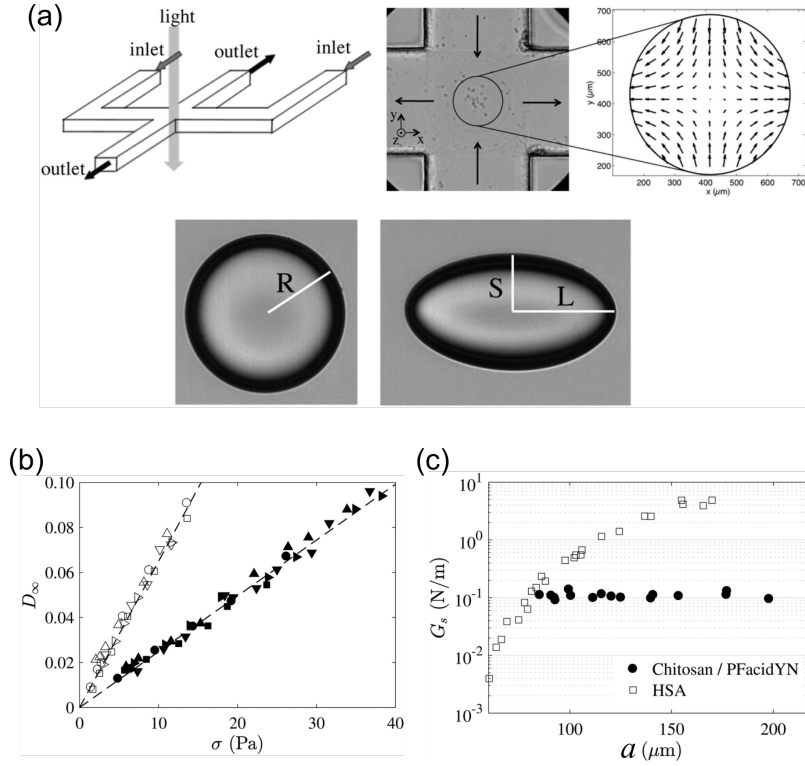 (a)
light
inlet
outlet
inlet
outlet
y
z
x
700
600
500
400
300
200
y (μm)
200 300 400 500 600 700
x (μm)
R
S
L
(b)
0.10
0.08
0.06
0.04
0.02
0
D∞
0 10 20 30 40
σ (Pa)
(c)
10¹
10⁰
10⁻¹
10⁻²
10⁻³
Gₛ (N/m)
Chitosan / PFacidYN
HSA
100 150 200
a (μm)